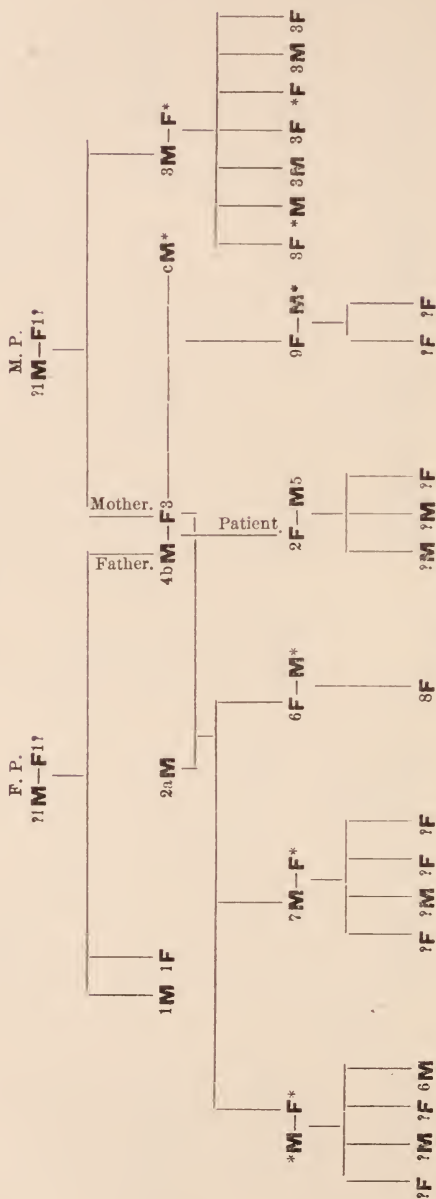 F. P. M. P.
?1M–F1? ?1M–F1?
Father. Mother.
1M 1F 4bM–F3 cM* 3M–F*
2aM
Patient.
3F *M 3M 3F *F 3M 3F
*M–F* 7M–F* 6F–M* 2F–M5 9F–M*
?F ?M ?F 6M ?F ?M ?F ?F 8F ?M ?M ?F ?F ?F